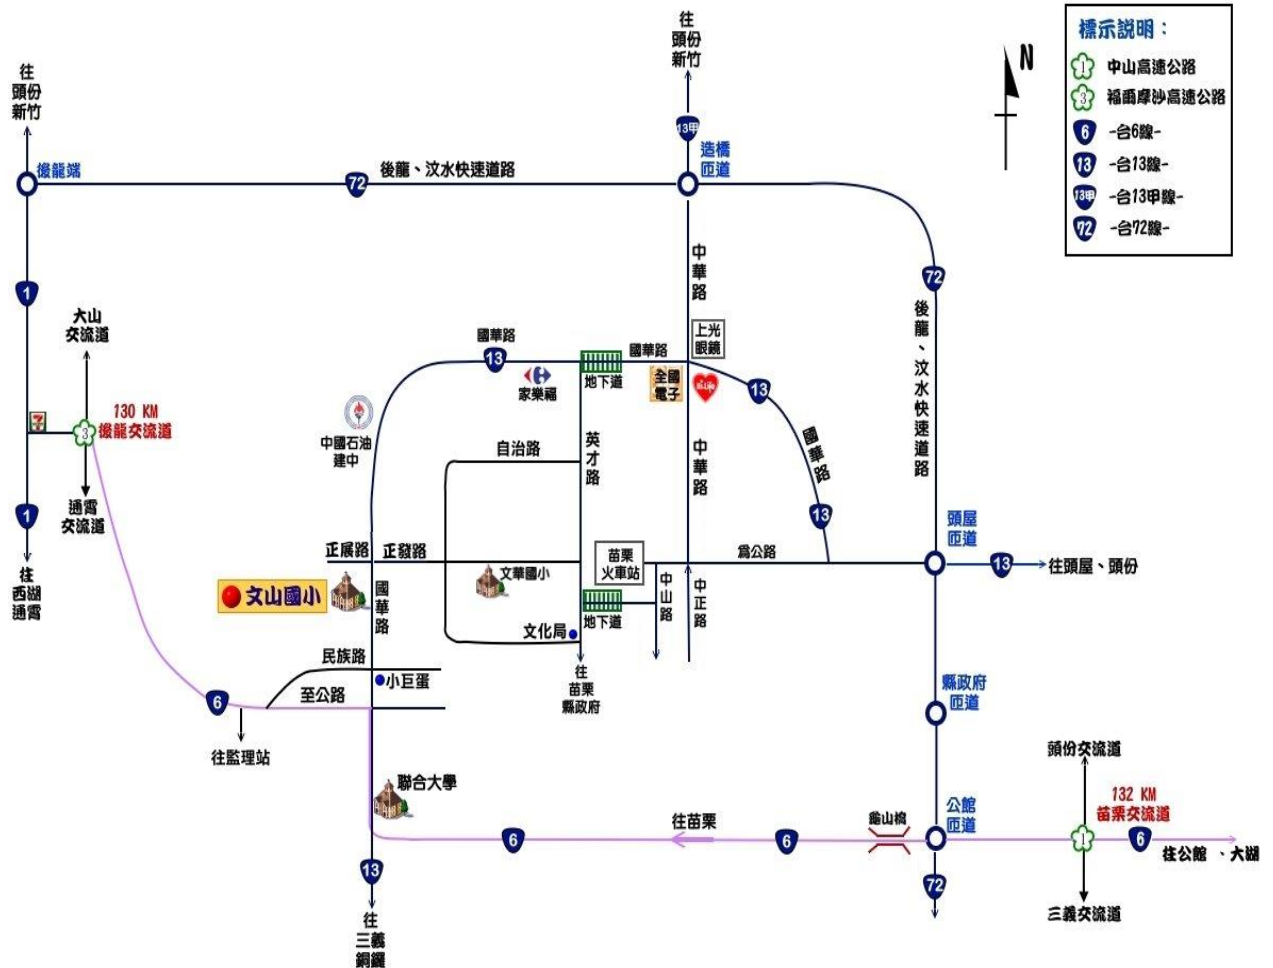 標示説明：
1 中山高速公路
3 福爾摩沙高速公路
6 -台6線-
13 -台13線-
13甲 -台13甲線-
72 -台72線-
N
往
頭份
新竹
往
頭份
新竹
13甲
後龍端
72
後龍、汶水快速道路
造橋
匝道
1
中華路
72
後龍、汶水快速道路
大山
交流道
國華路
13
國華路
上光
眼鏡
地下道
家樂福
全國
電子
13
7
3
130 KM
後龍交流道
中國石油
建中
自治路
英才路
中華路
國華路
1
通霄
交流道
13
頭屋
匝道
正展路
正發路
苗栗
火車站
為公路
13
往頭屋、頭份
往
西湖
通霄
文山國小
國華路
文華國小
中山路
中正路
地下道
文化局
民族路
小巨蛋
往
苗栗
縣政府
縣政府
匝道
6
至公路
往監理站
頭份交流道
聯合大學
132 KM
苗栗交流道
公館
匝道
龜山橋
往苗栗
6
6
1
6
往公館 、大湖
13
72
三義交流道
往
三義
銅鑼